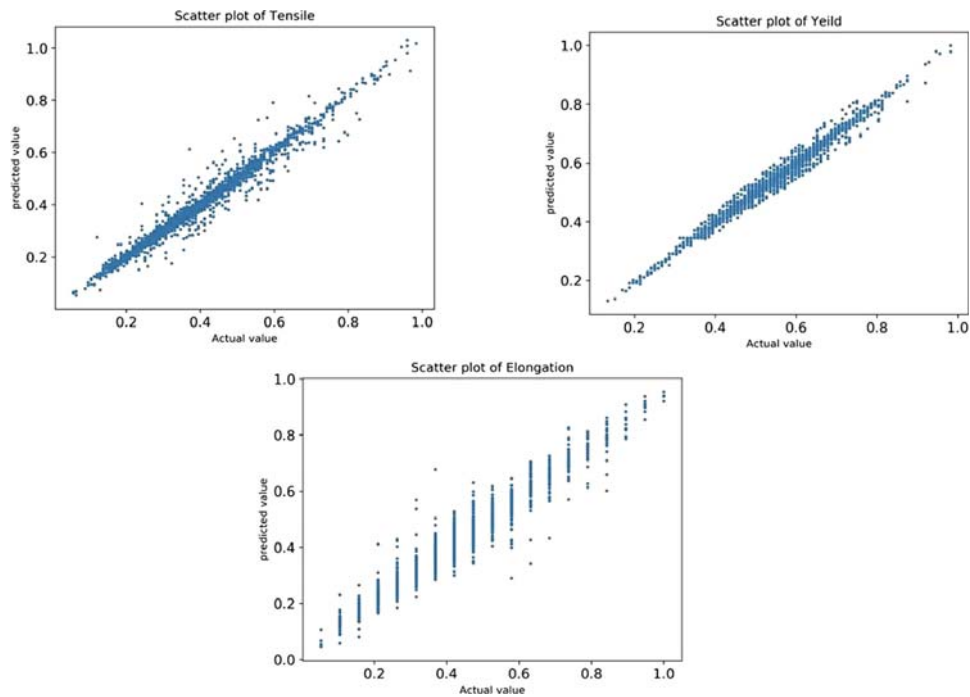 Scatter plot of Tensile
1.0
0.8
0.6
0.4
0.2
predicted value
0.2 0.4 0.6 0.8 1.0
Actual value
Scatter plot of Yeild
1.0
0.8
0.6
0.4
0.2
predicted value
0.2 0.4 0.6 0.8 1.0
Actual value
Scatter plot of Elongation
1.0
0.8
0.6
0.4
0.2
0.0
predicted value
0.2 0.4 0.6 0.8 1.0
Actual value